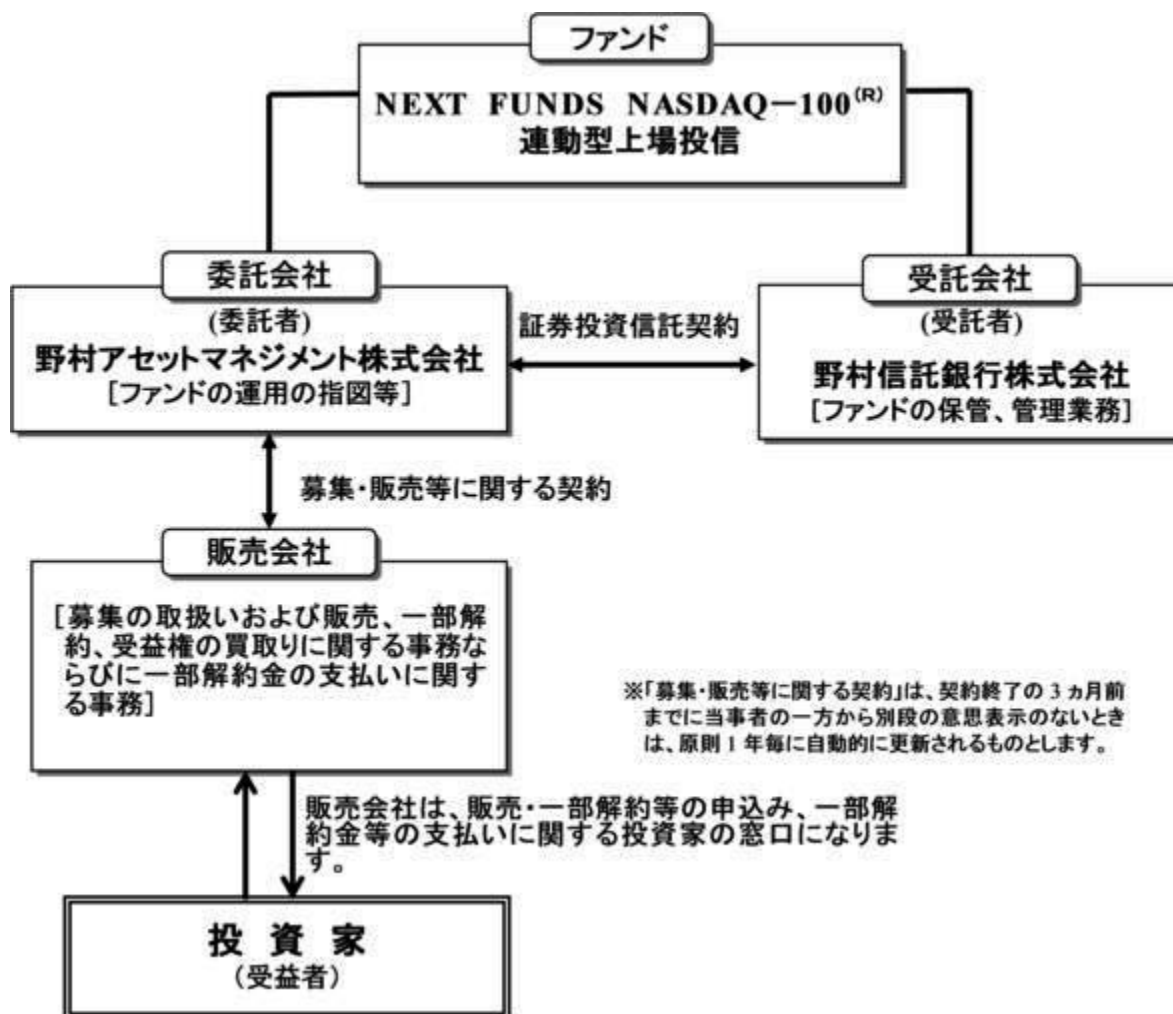 ファンド
NEXT FUNDS NASDAQ－100(R)
連動型上場投信
委託会社
(委託者)
野村アセットマネジメント株式会社
[ファンドの運用の指図等]
証券投資信託契約
受託会社
(受託者)
野村信託銀行株式会社
[ファンドの保管、管理業務]
募集・販売等に関する契約
販売会社
[募集の取扱いおよび販売、一部解
約、受益権の買取りに関する事務な
らびに一部解約金の支払いに関す
る事務]
※「募集・販売等に関する契約」は、契約終了の 3 ヵ月前
までに当事者の一方から別段の意思表示のないとき
は、原則 1 年毎に自動的に更新されるものとします。
販売会社は、販売・一部解約等の申込み、一部解
約金等の支払いに関する投資家の窓口になりま
す。
投 資 家
(受益者)